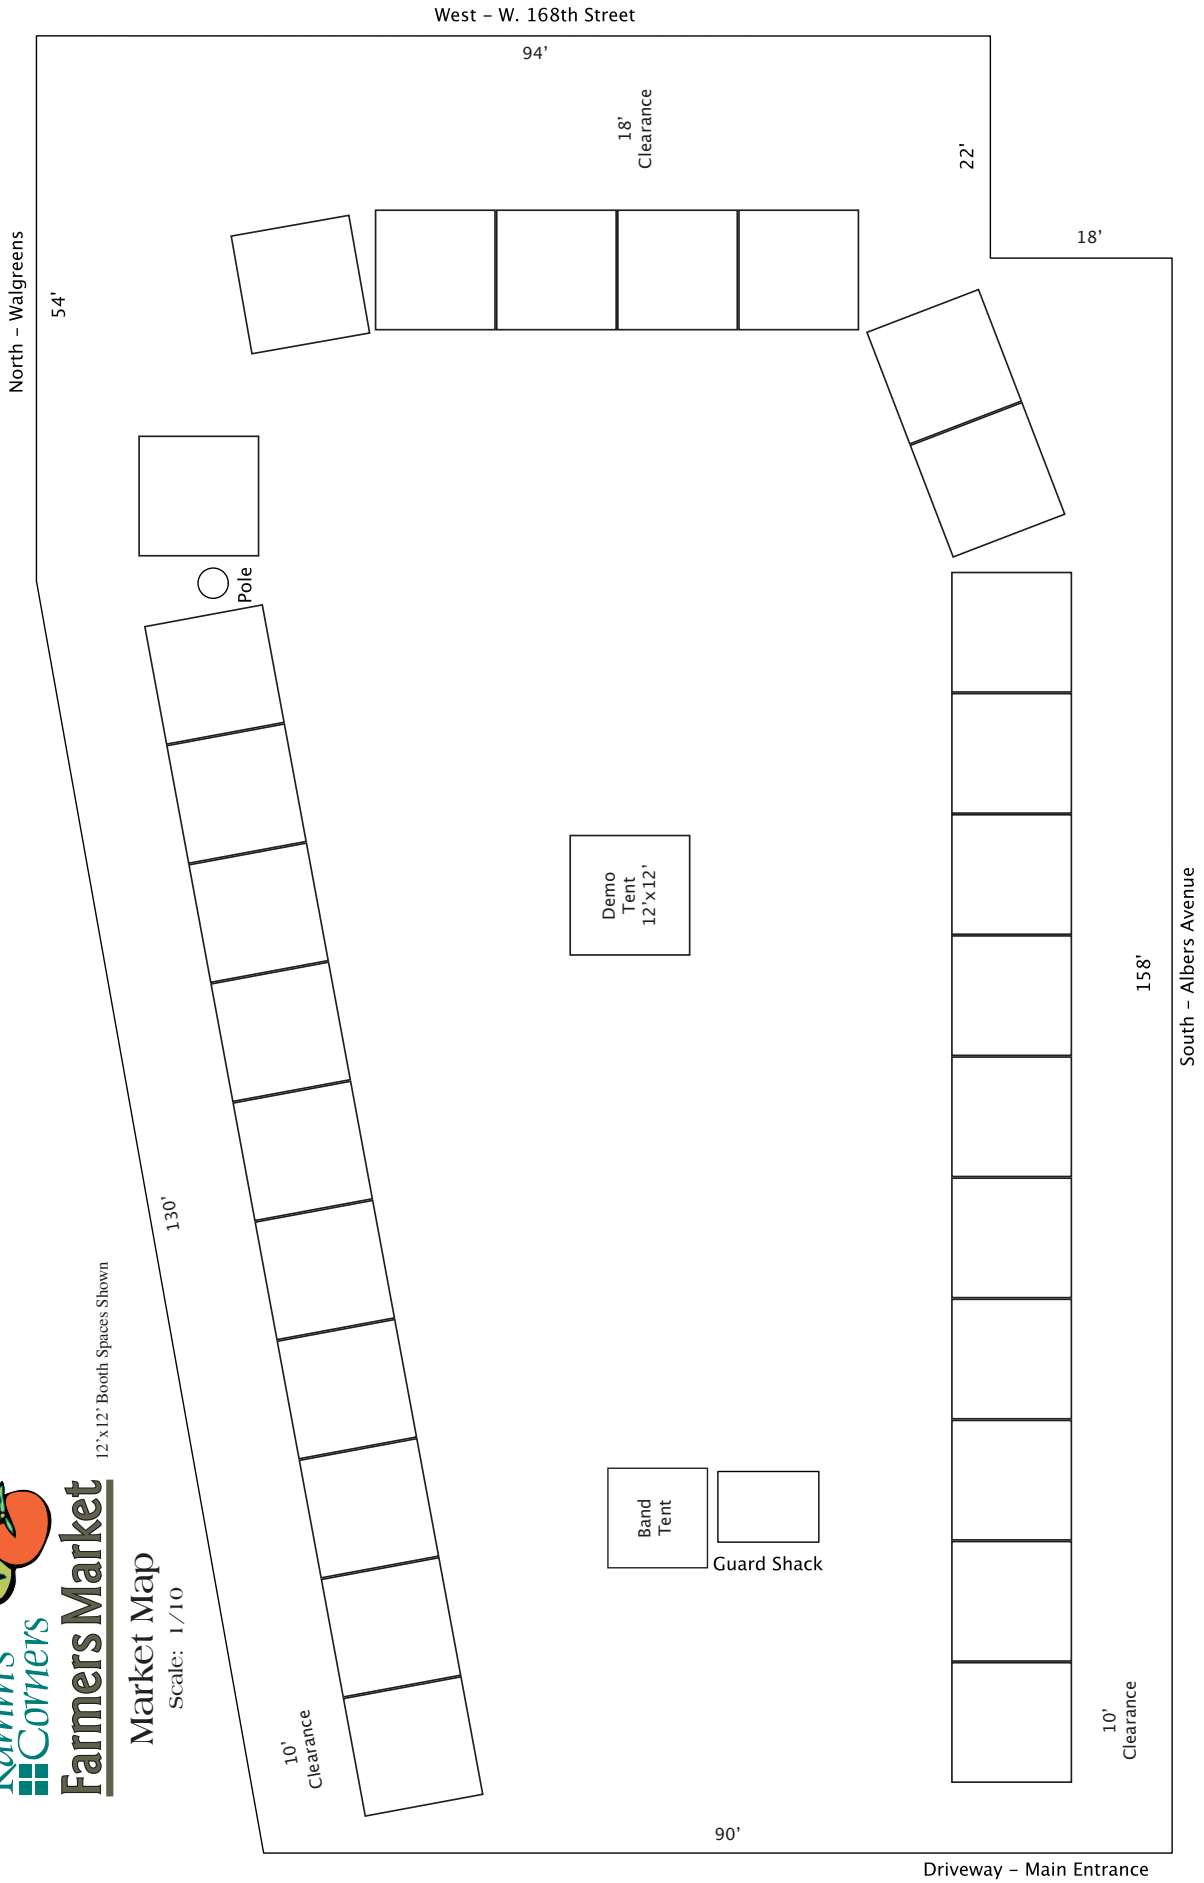 West – W. 168th Street
94’
18’
Clearance
22'
18’
North – Walgreens
54'
Pole
Demo
Tent
12’x12’
158'
South – Albers Avenue
130’
12’x12’ Booth Spaces Shown
Corners
Farmers Market
Market Map
Scale: 1/10
Band
Tent
Guard Shack
10’
Clearance
10’
Clearance
90’
Driveway – Main Entrance